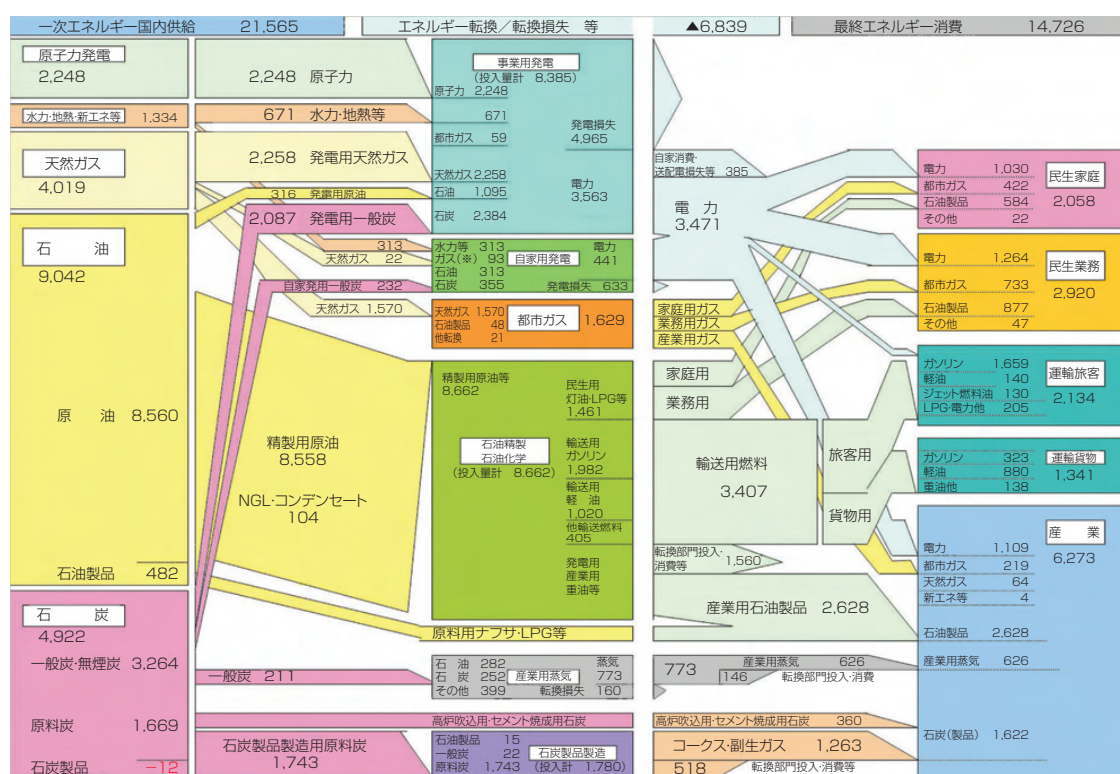 一次エネルギー国内供給 21,565
エネルギー転換/転換損失 等 ▲6,839
最終エネルギー消費 14,726
原子力発電
2,248
水力・地熱・新エネ等 1,334
天然ガス
4,019
石 油
9,042
原 油 8,560
石油製品 482
石 炭
4,922
一般炭・無煙炭 3,264
原料炭 1,669
石炭製品 −12
2,248 原子力
671 水力・地熱等
2,258 発電用天然ガス
316 発電用原油
2,087 発電用一般炭
313
天然ガス 22
自家発用一般炭 232
天然ガス 1,570
精製用原油
8,558
NGL・コンデンセート
104
一般炭 211
石炭製品製造用原料炭
1,743
事業用発電
(投入量計 8,385)
原子力 2,248
671
都市ガス 59
天然ガス2,258
石油 1,095
石炭 2,384
発電損失
4,965
電力
3,563
水力等 313
ガス(※) 93
石油 313
石炭 355
自家用発電
電力
441
発電損失 633
天然ガス 1,570
石油製品 48
他転換 21
都市ガス 1,629
精製用原油等
8,662
石油精製
石油化学
(投入量計 8.662)
民生用
灯油・LPG等
1,461
輸送用
ガソリン
1,982
輸送用
軽 油
1,020
他輸送燃料
405
発電用
産業用
重油等
原料用ナフサ・LPG等
石 油 282
石 炭 252
その他 399
産業用蒸気
蒸気
773
転換損失 160
高炉吹込用・セメント焼成用石炭
石油製品 15
一般炭 22
原料炭 1,743
石炭製品製造
(投入計 1,780)
自家消費・
送配電損失等 385
電 力
3,471
家庭用ガス
業務用ガス
産業用ガス
家庭用
業務用
輸送用燃料
3,407
旅客用
貨物用
転換部門投入・
消費等 1,560
産業用石油製品 2,628
773
産業用蒸気 626
146 転換部門投入・消費
高炉吹込用・セメント焼成用石炭 360
コークス・副生ガス 1,263
518 転換部門投入・消費等
電力 1,030
都市ガス 422
石油製品 584
その他 22
民生家庭
2,058
電力 1,264
都市ガス 733
石油製品 877
その他 47
民生業務
2,920
ガソリン 1,659
軽油 140
ジェット燃料油 130
LPG・電力他 205
運輸旅客
2,134
ガソリン 323
軽油 880
重油他 138
運輸貨物
1,341
産 業
6,273
電力 1,109
都市ガス 219
天然ガス 64
新エネ等 4
石油製品 2,628
産業用蒸気 626
石炭(製品) 1,622